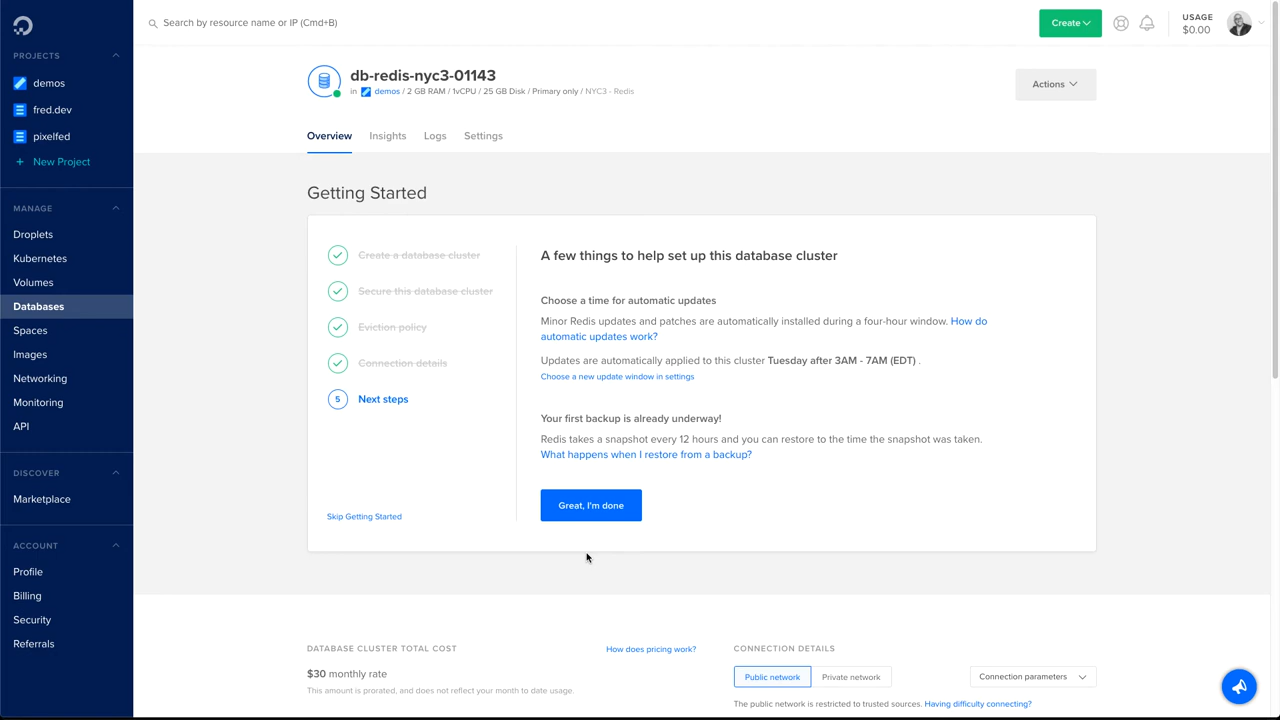 Search by resource name or IP (Cmd+B)
Create
USAGE
$0.00
PROJECTS
demos
fred.dev
pixelfed
+ New Project
MANAGE
Droplets
Kubernetes
Volumes
Databases
Spaces
Images
Networking
Monitoring
API
DISCOVER
Marketplace
ACCOUNT
Profile
Billing
Security
Referrals
db-redis-nyc3-01143
in demos / 2 GB RAM / 1vCPU / 25 GB Disk / Primary only / NYC3 - Redis
Actions
Overview Insights Logs Settings
Getting Started
Create a database cluster
Secure this database cluster
Eviction policy
Connection details
5 Next steps
Skip Getting Started
A few things to help set up this database cluster
Choose a time for automatic updates
Minor Redis updates and patches are automatically installed during a four-hour window. How do
automatic updates work?
Updates are automatically applied to this cluster Tuesday after 3AM - 7AM (EDT) .
Choose a new update window in settings
Your first backup is already underway!
Redis takes a snapshot every 12 hours and you can restore to the time the snapshot was taken.
What happens when I restore from a backup?
Great, I'm done
DATABASE CLUSTER TOTAL COST
How does pricing work?
$30 monthly rate
This amount is prorated, and does not reflect your month to date usage.
CONNECTION DETAILS
Public network Private network
Connection parameters
The public network is restricted to trusted sources. Having difficulty connecting?